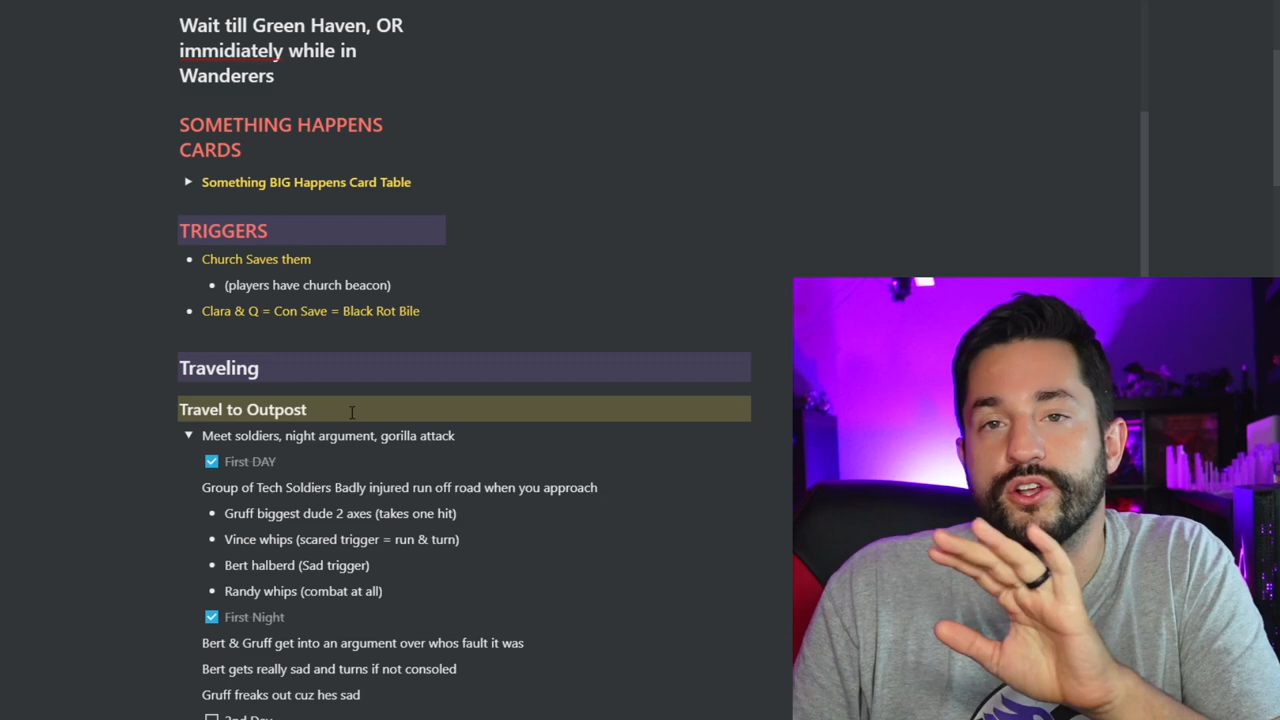 Wait till Green Haven, OR
immidiately while in
Wanderers
SOMETHING HAPPENS
CARDS
Something BIG Happens Card Table
TRIGGERS
Church Saves them
(players have church beacon)
Clara & Q = Con Save = Black Rot Bile
Traveling
Travel to Outpost
Meet soldiers, night argument, gorilla attack
First DAY
Group of Tech Soldiers Badly injured run off road when you approach
Gruff biggest dude 2 axes (takes one hit)
Vince whips (scared trigger = run & turn)
Bert halberd (Sad trigger)
Randy whips (combat at all)
First Night
Bert & Gruff get into an argument over whos fault it was
Bert gets really sad and turns if not consoled
Gruff freaks out cuz hes sad
2nd Day